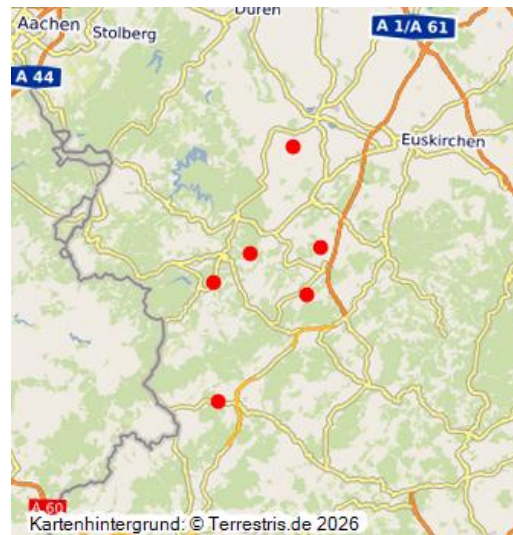 Düren
Aachen
Stolberg
A 1/A 61
A 44
Euskirchen
A 60
Kartenhintergrund: © Terrestris.de 2026